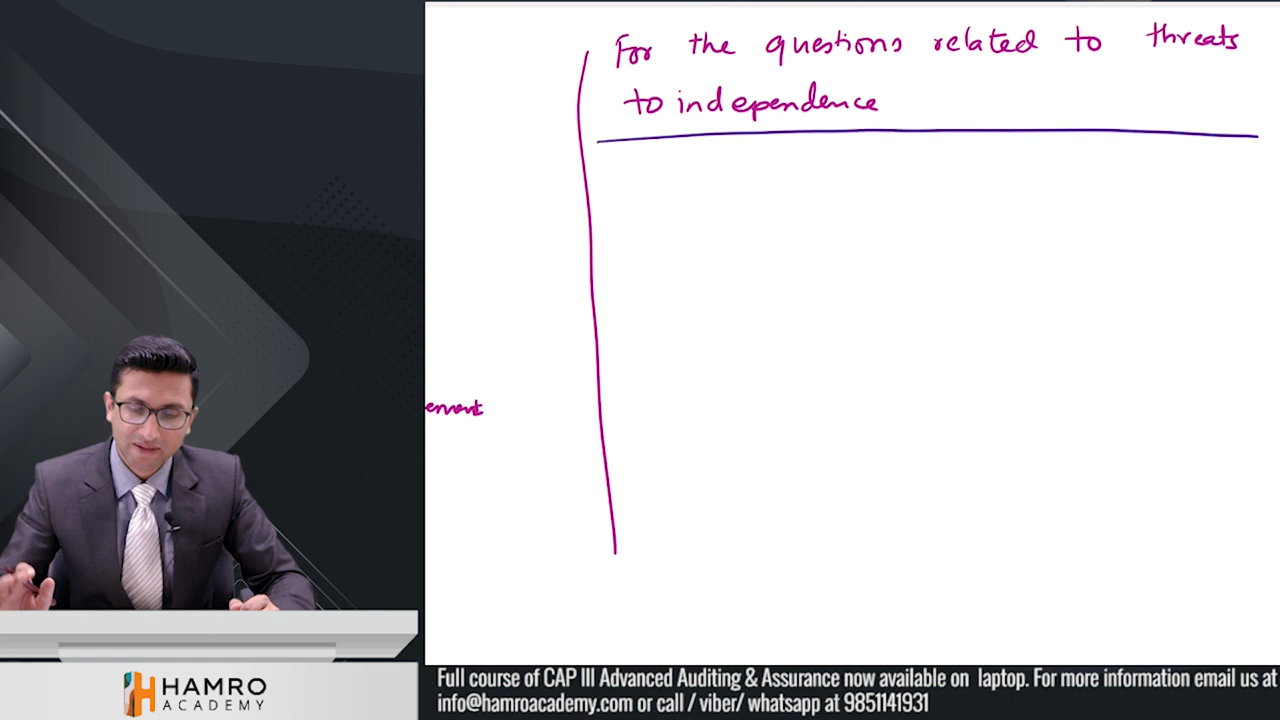 For the questions related to threats
to independence
HAMRO
ACADEMY
Full course of CAP III Advanced Auditing & Assurance now available on laptop. For more information email us at
info@hamroacademy.com or call / viber/ whatsapp at 9851141931